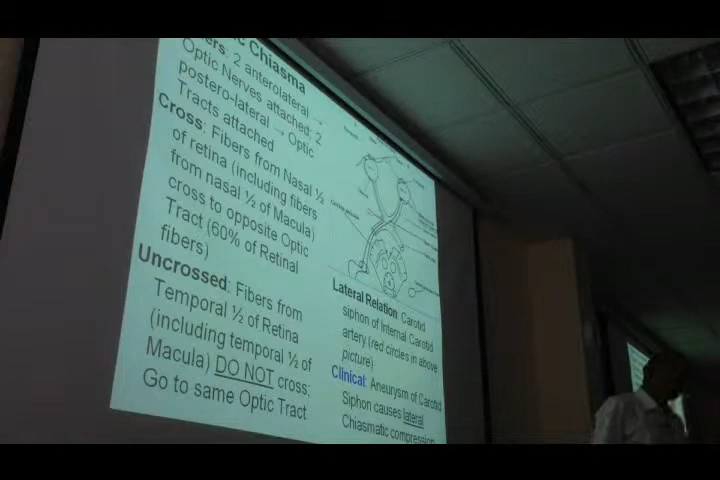 Chiasma
2 anterolateral →
Optic Nerves attached; 2
postero-lateral → Optic
Tracts attached
Cross: Fibers from Nasal ½
of retina (including fibers
from nasal ½ of Macula)
cross to opposite Optic
Tract (60% of Retinal
fibers)
Uncrossed: Fibers from
Temporal ½ of Retina
(including temporal ½ of
Macula) DO NOT cross;
Go to same Optic Tract
Lateral Relation: Carotid
siphon of Internal Carotid
artery (red circles in above
picture)
Clinical: Aneurysm of Carotid
Siphon causes lateral
Chiasmatic compression